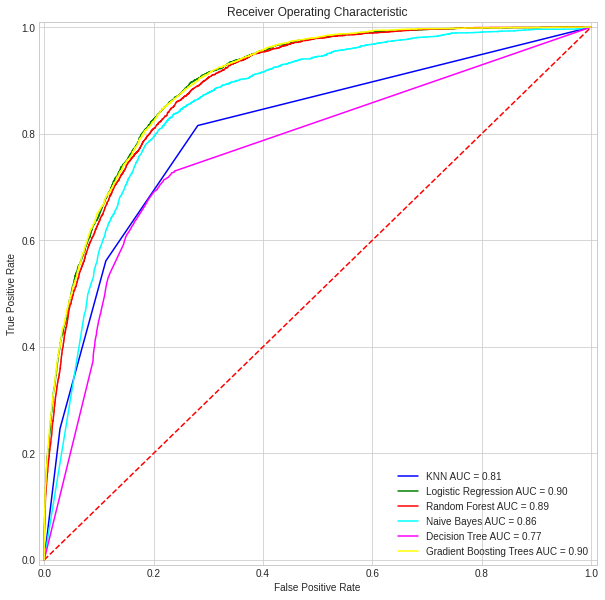 Receiver Operating Characteristic
True Positive Rate
1.0
0.8
0.6
0.4
0.2
0.0
KNN AUC = 0.81
Logistic Regression AUC = 0.90
Random Forest AUC = 0.89
Naive Bayes AUC = 0.86
Decision Tree AUC = 0.77
Gradient Boosting Trees AUC = 0.90
0.0 0.2 0.4 0.6 0.8 1.0
False Positive Rate